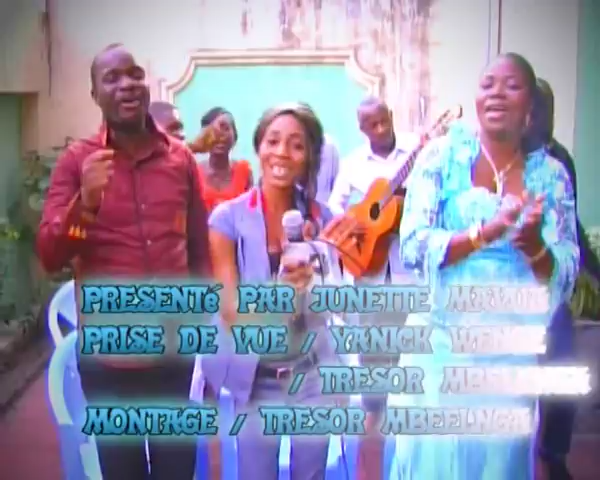 PRESENTé PAR JUNETTE
PRISE DE VUE / YANICK
/ TRESOR
MONTAGE / TRESOR